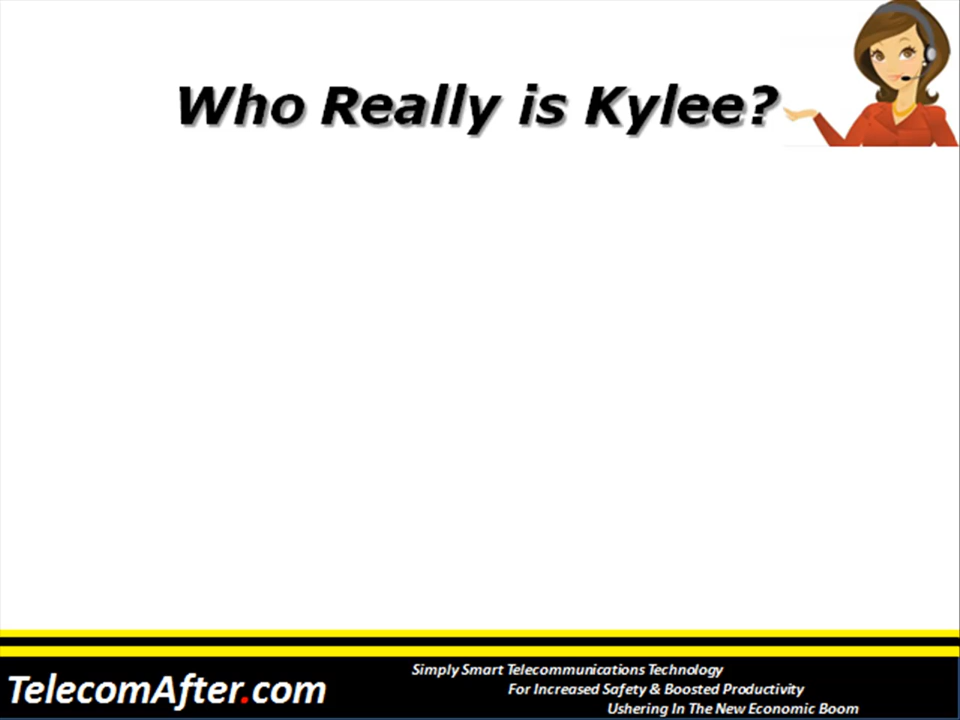 Who Really is Kylee?
Simply Smart Telecommunications Technology
TelecomAfter.com
For Increased Safety & Boosted Productivity
Ushering In The New Economic Boom